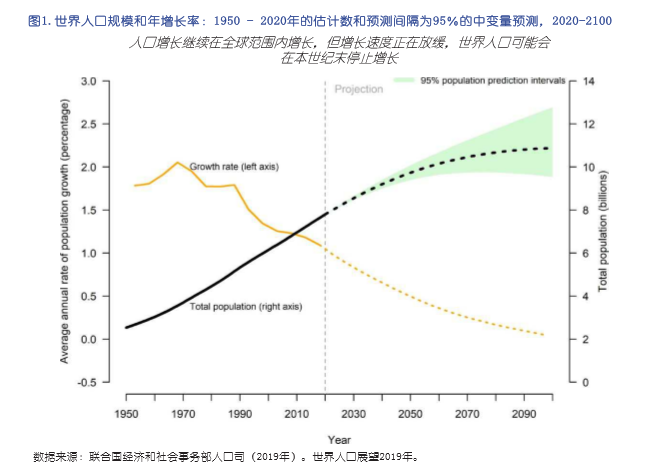 图1.世界人口规模和年增长率：1950 - 2020年的估计数和预测间隔为95%的中变量预测，2020-2100
人口增长继续在全球范围内增长，但增长速度正在放缓，世界人口可能会
在本世纪末停止增长
Projection
95% population prediction intervals
Growth rate (left axis)
Total population (right axis)
Average annual rate of population growth (percentage)
3.0
2.5
2.0
1.5
1.0
0.5
0.0
-0.5
14
12
10
8
6
4
2
0
Total population (billions)
1950 1970 1990 2010 2030 2050 2070 2090
Year
数据来源：联合国经济和社会事务部人口司（2019年）。世界人口展望2019年。